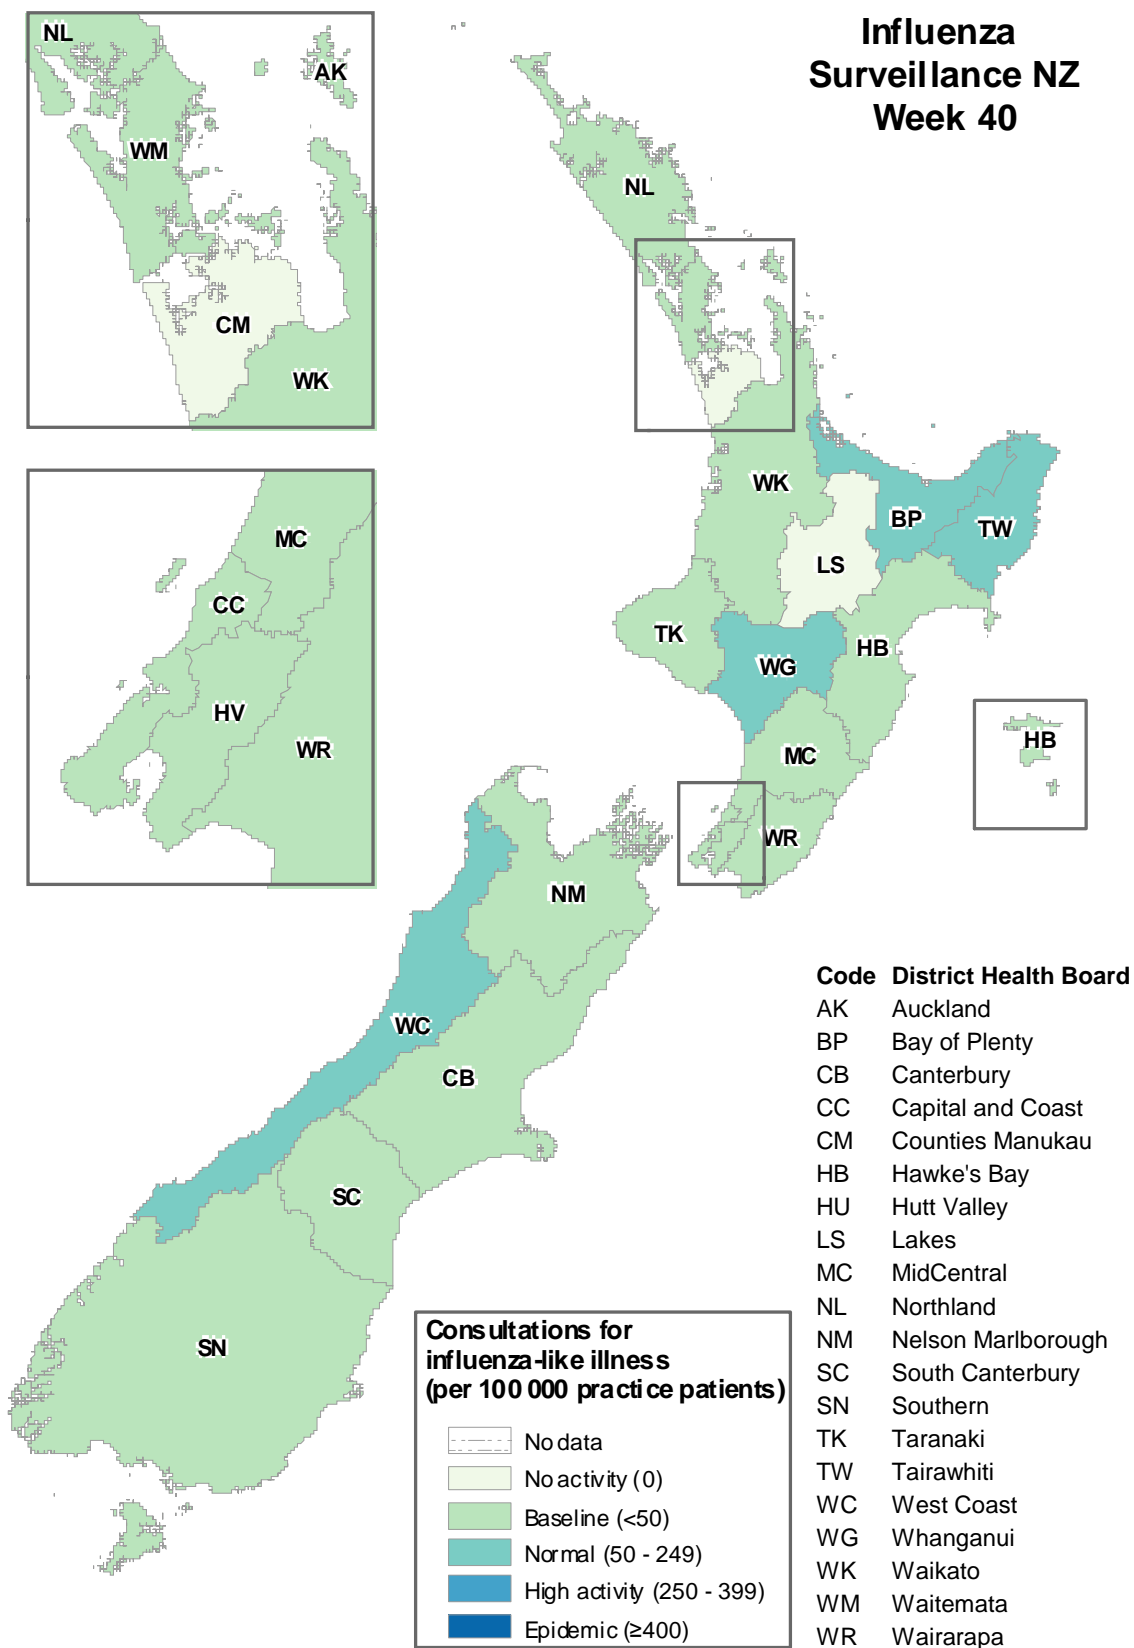 Influenza
Surveillance NZ
Week 40
NL
AK
WM
CM
WK
MC
CC
HV
WR
NL
WK
BP
TW
LS
TK
WG
HB
MC
WR
HB
NM
WC
CB
SC
SN
Consultations for
influenza-like illness
(per 100 000 practice patients)
No data
No activity (0)
Baseline (<50)
Normal (50 - 249)
High activity (250 - 399)
Epidemic (≥400)
Code District Health Board
AK Auckland
BP Bay of Plenty
CB Canterbury
CC Capital and Coast
CM Counties Manukau
HB Hawke's Bay
HU Hutt Valley
LS Lakes
MC MidCentral
NL Northland
NM Nelson Marlborough
SC South Canterbury
SN Southern
TK Taranaki
TW Tairawhiti
WC West Coast
WG Whanganui
WK Waikato
WM Waitemata
WR Wairarapa